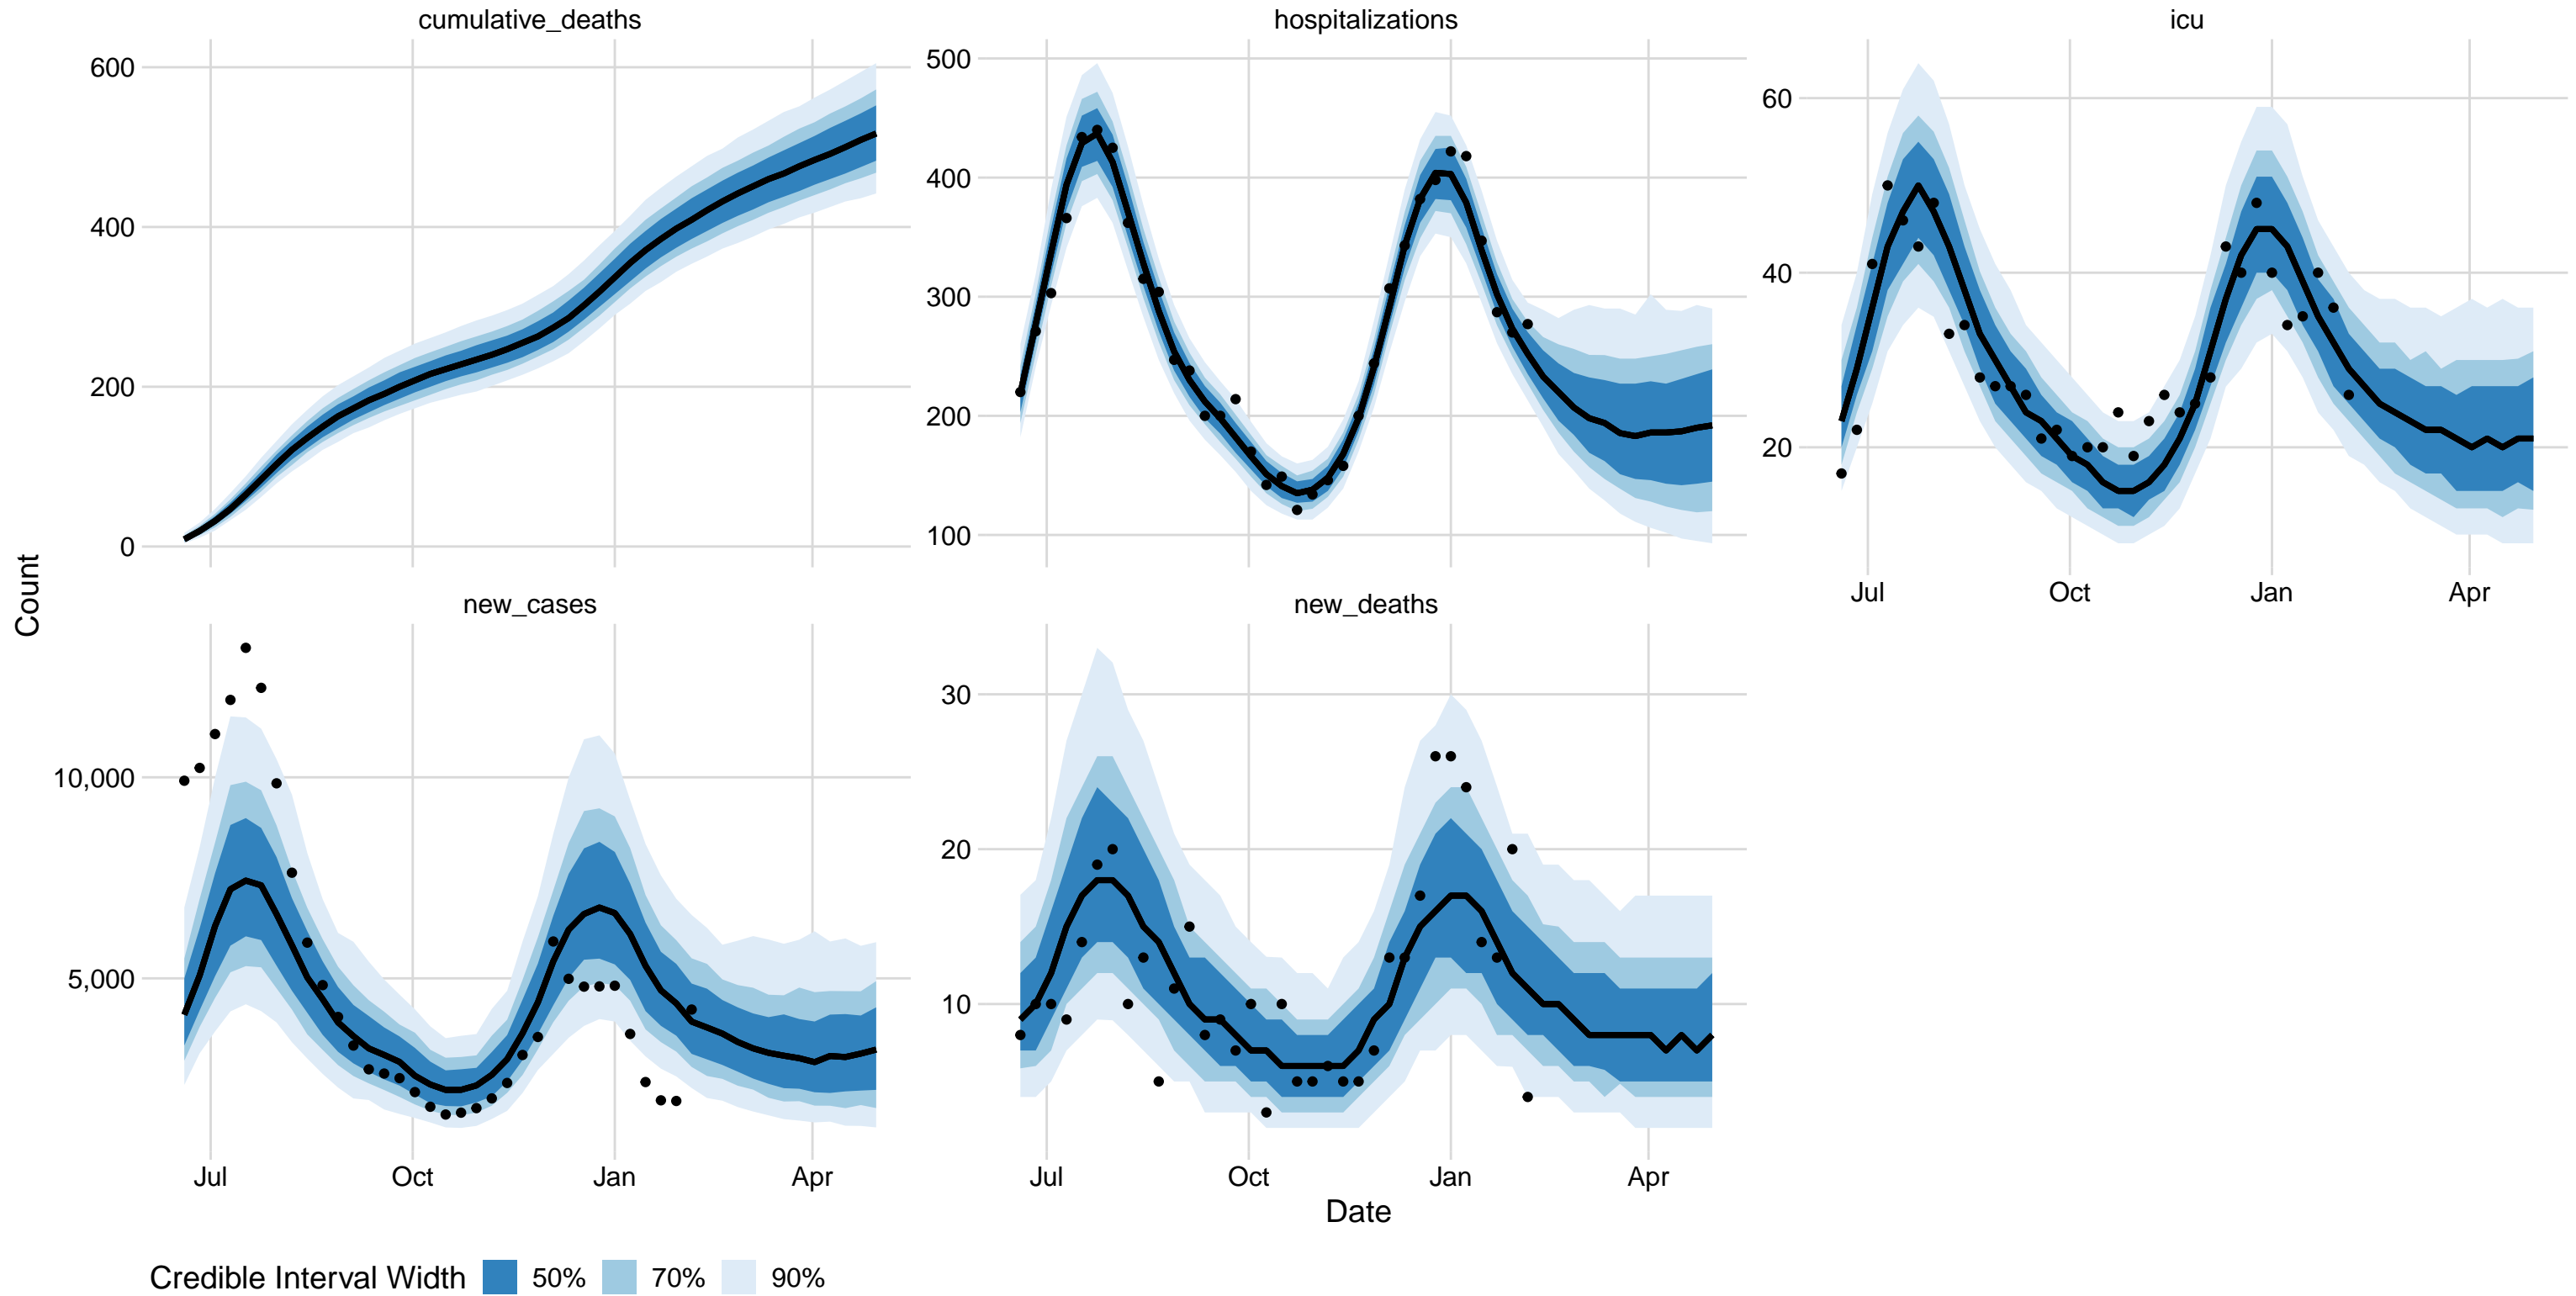 cumulative_deaths
hospitalizations
icu
600
400
200
0
500
400
300
200
100
60
40
20
Jul Oct Jan Apr
Count
new_cases
new_deaths
10,000
5,000
30
20
10
Jul Oct Jan Apr
Jul Oct Jan Apr
Date
Credible Interval Width 50% 70% 90%